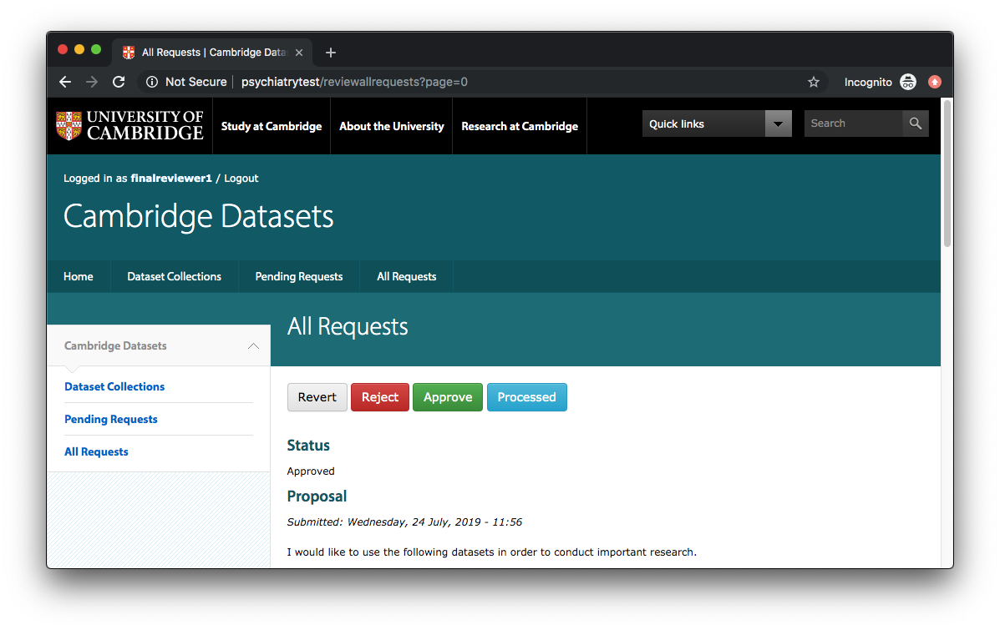 All Requests | Cambridge Data
Not Secure | psychiatrytest/reviewallrequests?page=0
Incognito
UNIVERSITY OF
CAMBRIDGE
Study at Cambridge
About the University
Research at Cambridge
Quick links
Search
Logged in as finalreviewer1 / Logout
Cambridge Datasets
Home
Dataset Collections
Pending Requests
All Requests
All Requests
Cambridge Datasets
Dataset Collections
Pending Requests
All Requests
Revert
Reject
Approve
Processed
Status
Approved
Proposal
Submitted: Wednesday, 24 July, 2019 - 11:56
I would like to use the following datasets in order to conduct important research.